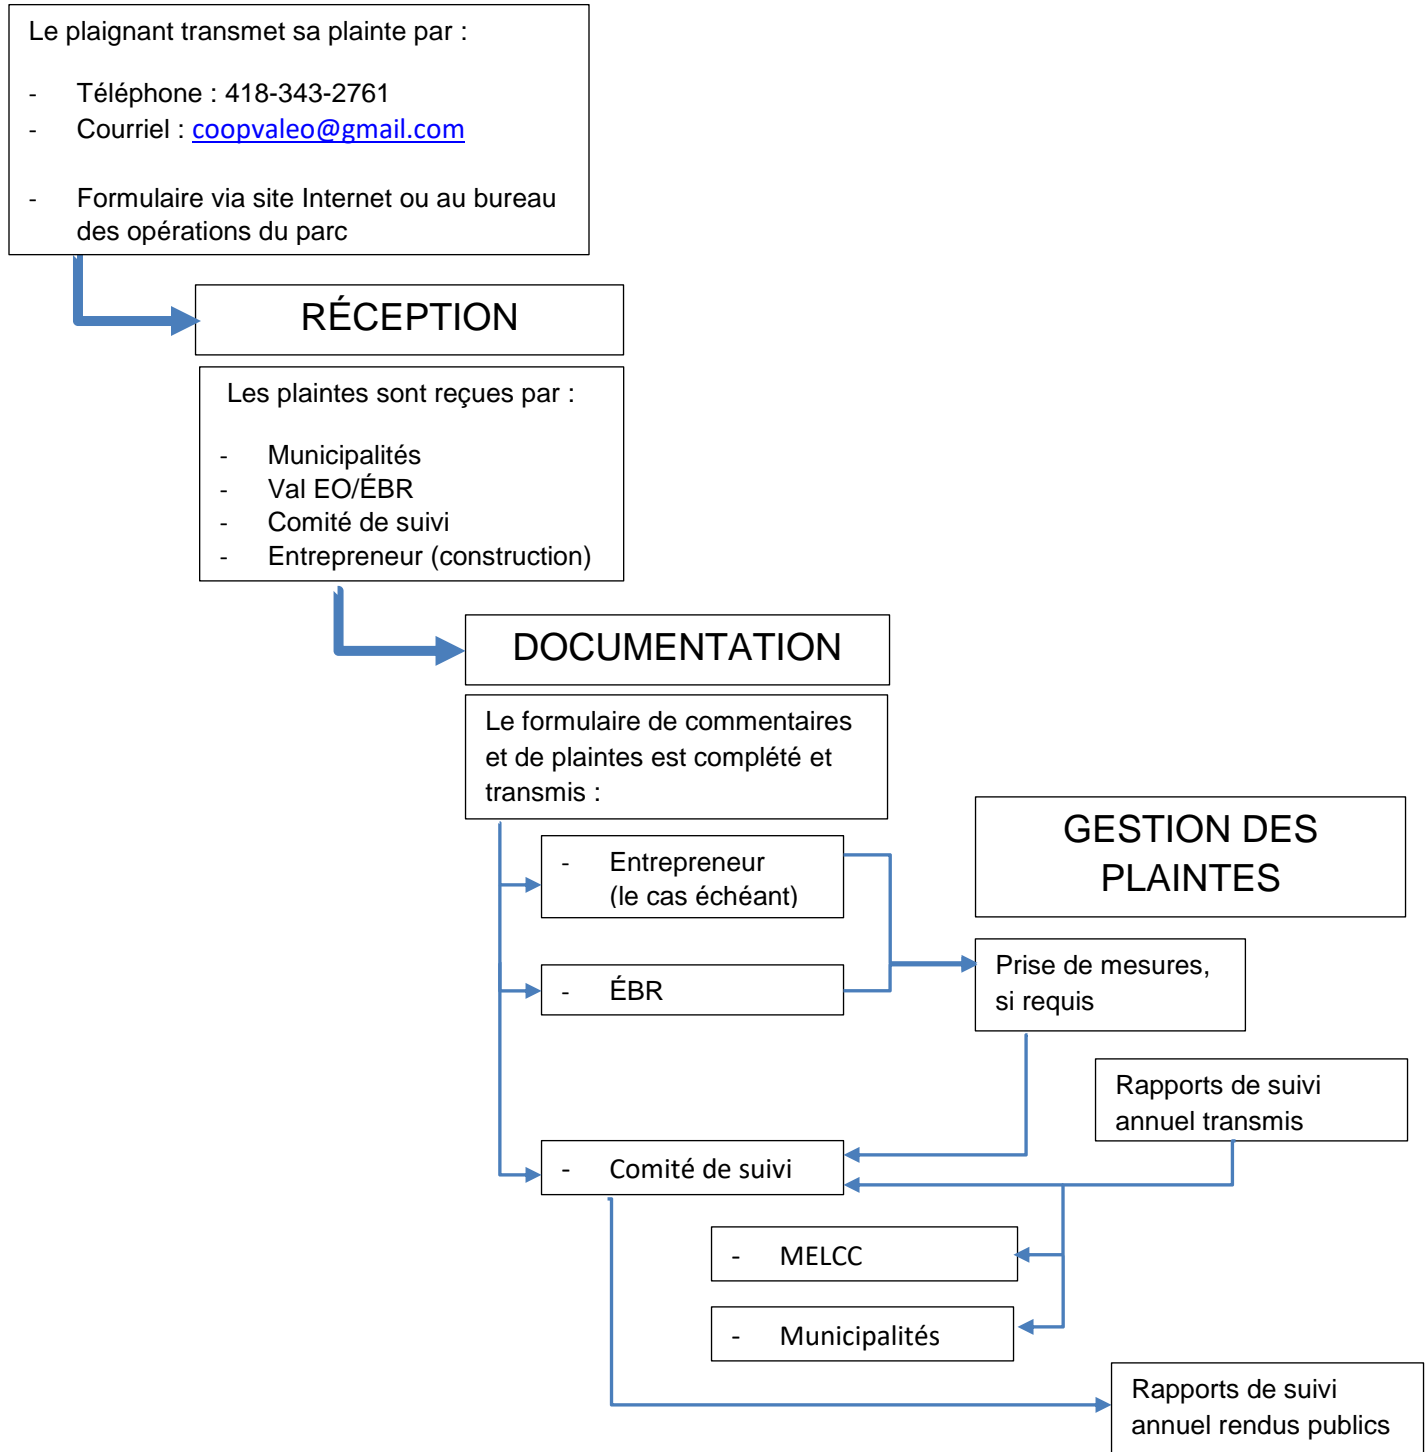 Le plaignant transmet sa plainte par :
- Téléphone : 418-343-2761
- Courriel : coopvaleo@gmail.com
- Formulaire via site Internet ou au bureau
des opérations du parc
RÉCEPTION
Les plaintes sont reçues par :
- Municipalités
- Val EO/ÉBR
- Comité de suivi
- Entrepreneur (construction)
DOCUMENTATION
Le formulaire de commentaires
et de plaintes est complété et
transmis :
GESTION DES
PLAINTES
- Entrepreneur
(le cas échéant)
- ÉBR
Prise de mesures,
si requis
Rapports de suivi
annuel transmis
- Comité de suivi
- MELCC
- Municipalités
Rapports de suivi
annuel rendus publics